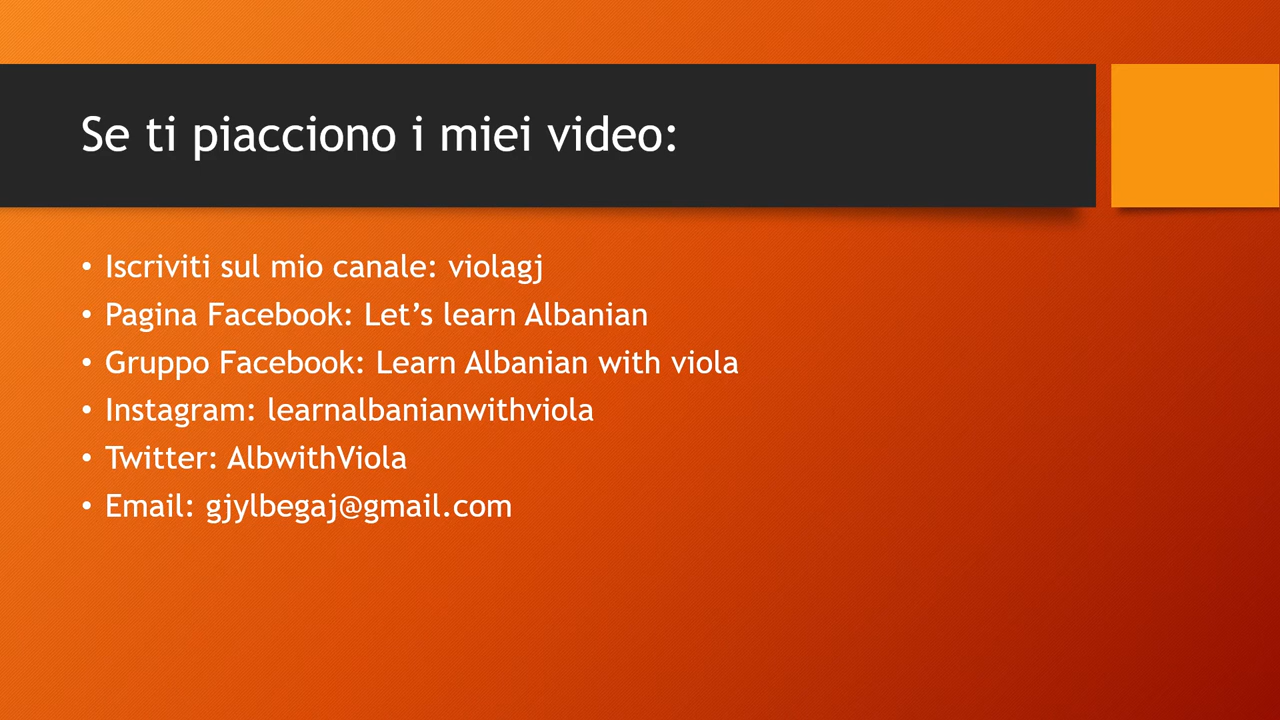 Se ti piacciono i miei video:
• Iscriviti sul mio canale: violagj
• Pagina Facebook: Let’s learn Albanian
• Gruppo Facebook: Learn Albanian with viola
• Instagram: learnalbanianwithviola
• Twitter: AlbwithViola
• Email: gjylbegaj@gmail.com